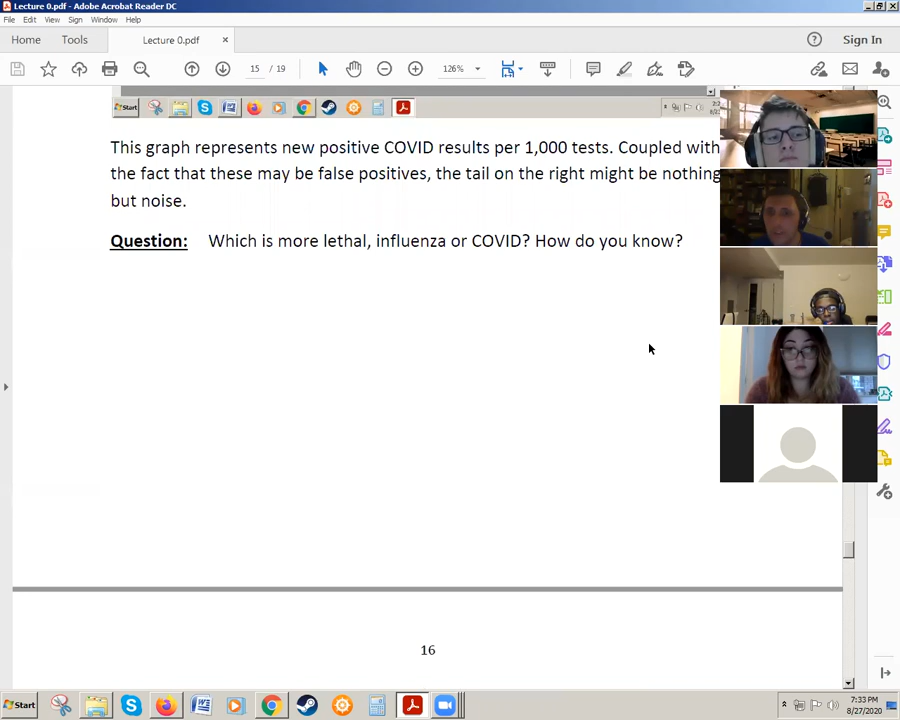 Lecture 0.pdf - Adobe Acrobat Reader DC
File Edit View Sign Window Help
Home Tools Lecture 0.pdf × Sign In
15 / 19 126%
Start
This graph represents new positive COVID results per 1,000 tests. Coupled with
the fact that these may be false positives, the tail on the right might be nothing
but noise.
Question: Which is more lethal, influenza or COVID? How do you know?
16
Start
7:33 PM
8/27/2020